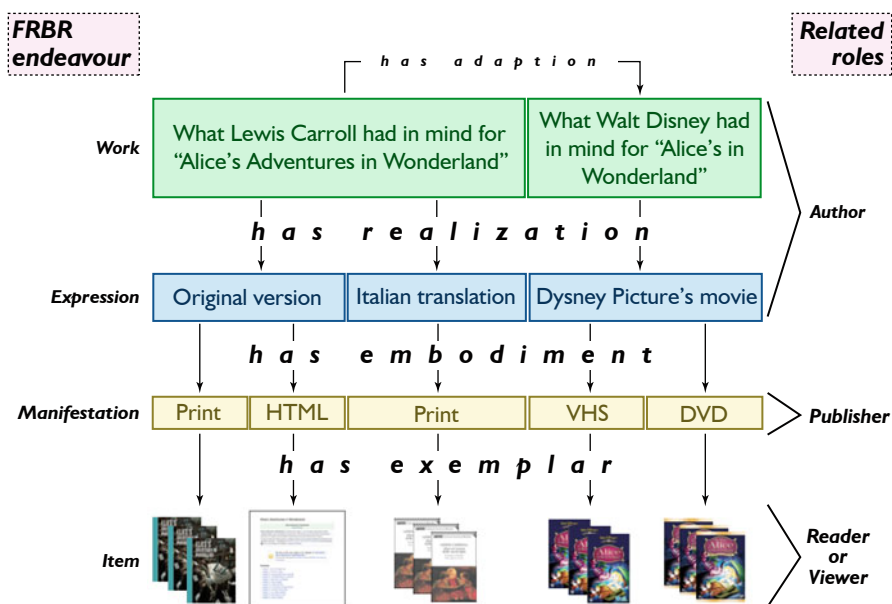 FRBR
endeavour
Related
roles
has adaption
Work
What Lewis Carroll had in mind for
“Alice’s Adventures in Wonderland”
What Walt Disney had
in mind for “Alice’s in
Wonderland”
Author
has realization
Expression
Original version
Italian translation
Dysney Picture’s movie
has embodiment
Manifestation
Print
HTML
Print
VHS
DVD
Publisher
has exemplar
Item
Alice
Alice
Reader
or
Viewer